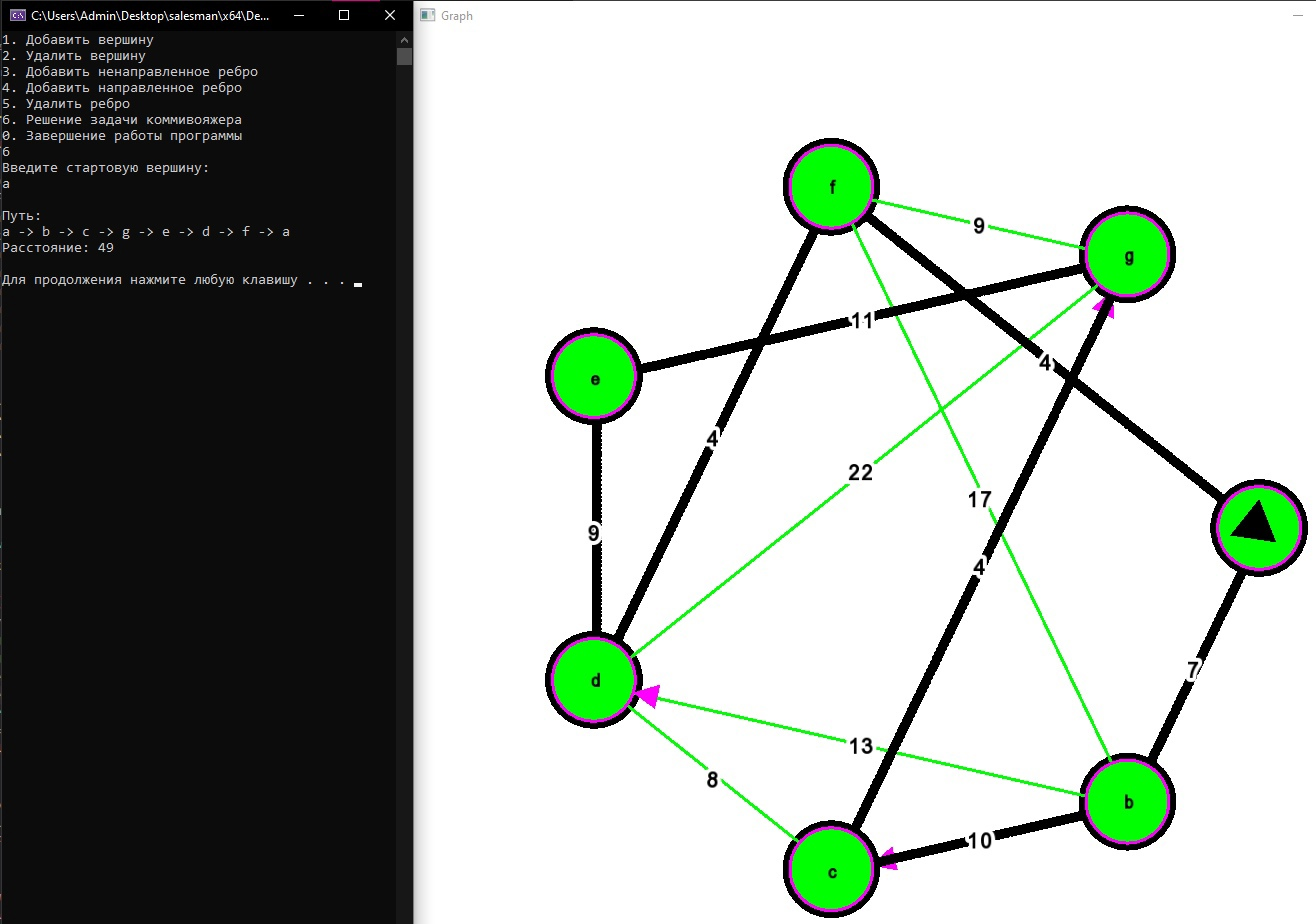 C:\Users\Admin\Desktop\salesman\x64\De...
1. Добавить вершину
2. Удалить вершину
3. Добавить ненаправленное ребро
4. Добавить направленное ребро
5. Удалить ребро
6. Решение задачи коммивояжера
0. Завершение работы программы
6
Введите стартовую вершину:
a
Путь:
a -> b -> c -> g -> e -> d -> f -> a
Расстояние: 49
Для продолжения нажмите любую клавишу . . .
Graph
f
9
g
11
4
e
4
22
17
9
4
7
d
13
8
b
10
c